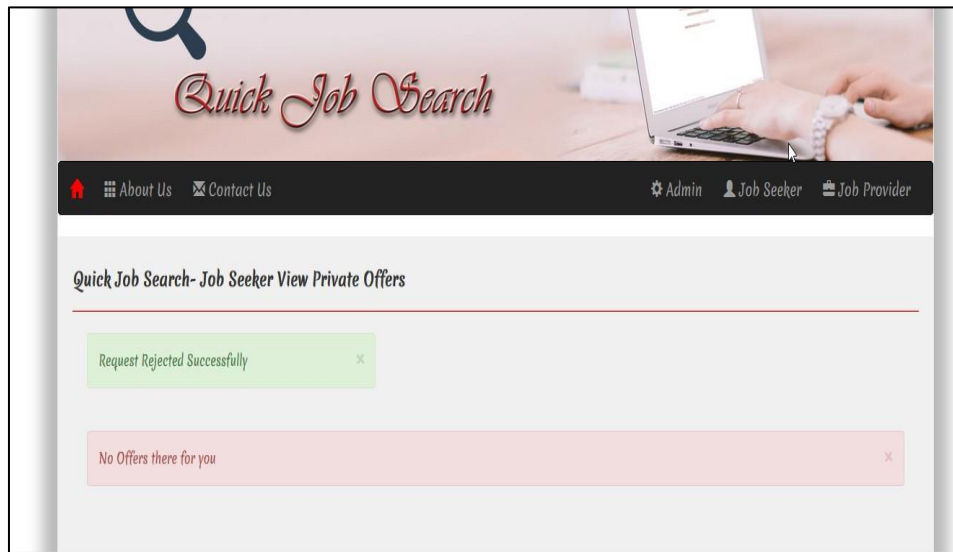 Quick Job Search
About Us Contact Us Admin Job Seeker Job Provider
Quick Job Search- Job Seeker View Private Offers
Request Rejected Successfully x
No Offers there for you x